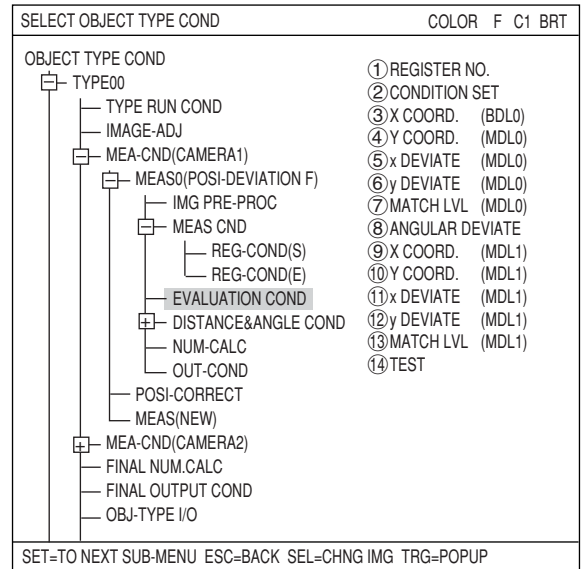 SELECT OBJECT TYPE COND COLOR F C1 BRT
OBJECT TYPE COND
TYPE00
TYPE RUN COND
IMAGE-ADJ
MEA-CND(CAMERA1)
MEAS0(POSI-DEVIATION F)
IMG PRE-PROC
MEAS CND
REG-COND(S)
REG-COND(E)
EVALUATION COND
DISTANCE&ANGLE COND
NUM-CALC
OUT-COND
POSI-CORRECT
MEAS(NEW)
MEA-CND(CAMERA2)
FINAL NUM.CALC
FINAL OUTPUT COND
OBJ-TYPE I/O
①REGISTER NO.
②CONDITION SET
③X COORD. (BDL0)
④Y COORD. (MDL0)
⑤x DEVIATE (MDL0)
⑥y DEVIATE (MDL0)
⑦MATCH LVL (MDL0)
⑧ANGULAR DEVIATE
⑨X COORD. (MDL1)
⑩Y COORD. (MDL1)
⑪x DEVIATE (MDL1)
⑫y DEVIATE (MDL1)
⑬MATCH LVL (MDL1)
⑭TEST
SET=TO NEXT SUB-MENU ESC=BACK SEL=CHNG IMG TRG=POPUP